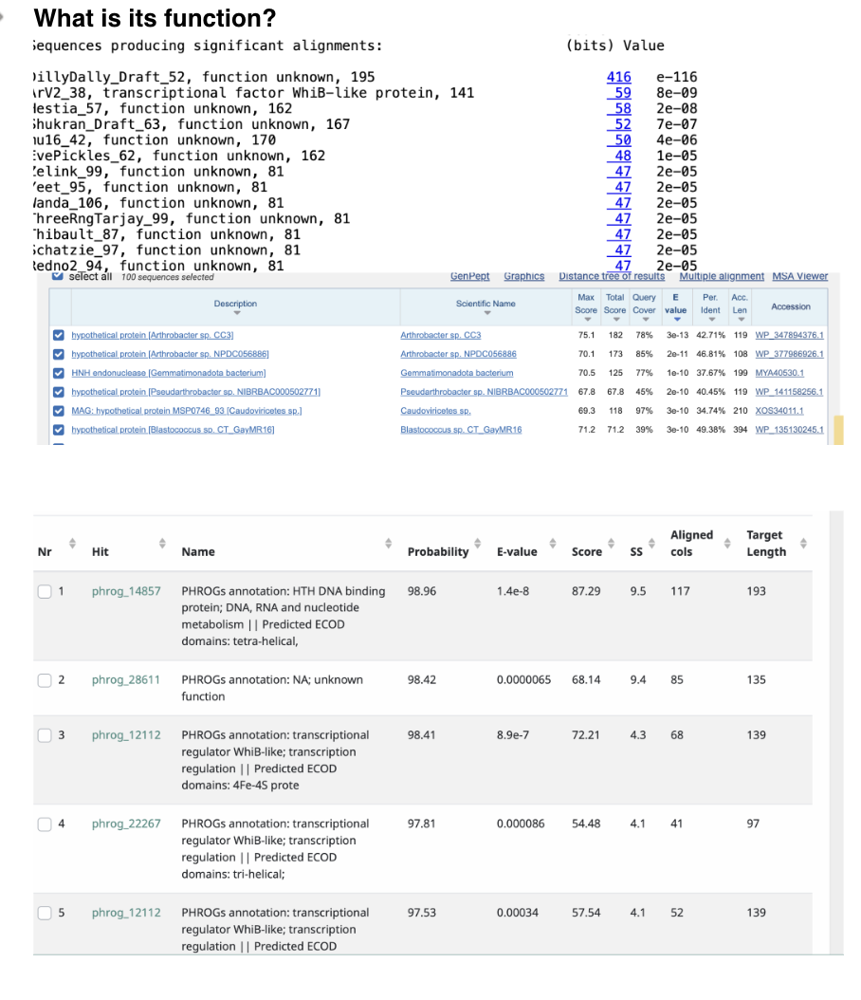 What is its function?
Sequences producing significant alignments: (bits) Value
DillyDally_Draft_52, function unknown, 195 416 e-116
ArV2_38, transcriptional factor WhiB-like protein, 141 59 8e-09
Hestia_57, function unknown, 162 58 2e-08
Shukran_Draft_63, function unknown, 167 52 7e-07
mu16_42, function unknown, 170 50 4e-06
EvePickles_62, function unknown, 162 48 1e-05
Zelink_99, function unknown, 81 47 2e-05
Yeet_95, function unknown, 81 47 2e-05
Wanda_106, function unknown, 81 47 2e-05
ThreeRngTarjay_99, function unknown, 81 47 2e-05
Thibault_87, function unknown, 81 47 2e-05
Schatzie_97, function unknown, 81 47 2e-05
Redno2_94, function unknown, 81 47 2e-05
select all 100 sequences selected GenPept Graphics Distance tree of results Multiple alignment MSA Viewer
Description Scientific Name Max Score Total Score Query Cover E value Per. Ident Acc. Len Accession
hypothetical protein [Arthrobacter sp. CC3] Arthrobacter sp. CC3 75.1 182 78% 3e-13 42.71% 119 WP_347894376.1
hypothetical protein [Arthrobacter sp. NPDC056886] Arthrobacter sp. NPDC056886 70.1 173 85% 2e-11 46.81% 108 WP_377986926.1
HNH endonuclease [Gemmatimonadota bacterium] Gemmatimonadota bacterium 70.5 125 77% 1e-10 37.67% 199 MYA40530.1
hypothetical protein [Pseudarthrobacter sp. NIBRBAC000502771] Pseudarthrobacter sp. NIBRBAC000502771 67.8 67.8 45% 2e-10 40.45% 119 WP_141158256.1
MAG: hypothetical protein MSP0746_93 [Caudoviricetes sp.] Caudoviricetes sp. 69.3 118 97% 3e-10 34.74% 210 XOS34011.1
hypothetical protein [Blastococcus sp. CT_GayMR16] Blastococcus sp. CT_GayMR16 71.2 71.2 39% 3e-10 49.38% 394 WP_135130245.1
Nr Hit Name Probability E-value Score SS Aligned cols Target Length
1 phrog_14857 PHROGs annotation: HTH DNA binding 98.96 1.4e-8 87.29 9.5 117 193
protein; DNA, RNA and nucleotide
metabolism || Predicted ECOD
domains: tetra-helical,
2 phrog_28611 PHROGs annotation: NA; unknown 98.42 0.0000065 68.14 9.4 85 135
function
3 phrog_12112 PHROGs annotation: transcriptional 98.41 8.9e-7 72.21 4.3 68 139
regulator WhiB-like; transcription
regulation || Predicted ECOD
domains: 4Fe-4S prote
4 phrog_22267 PHROGs annotation: transcriptional 97.81 0.000086 54.48 4.1 41 97
regulator WhiB-like; transcription
regulation || Predicted ECOD
domains: tri-helical;
5 phrog_12112 PHROGs annotation: transcriptional 97.53 0.00034 57.54 4.1 52 139
regulator WhiB-like; transcription
regulation || Predicted ECOD